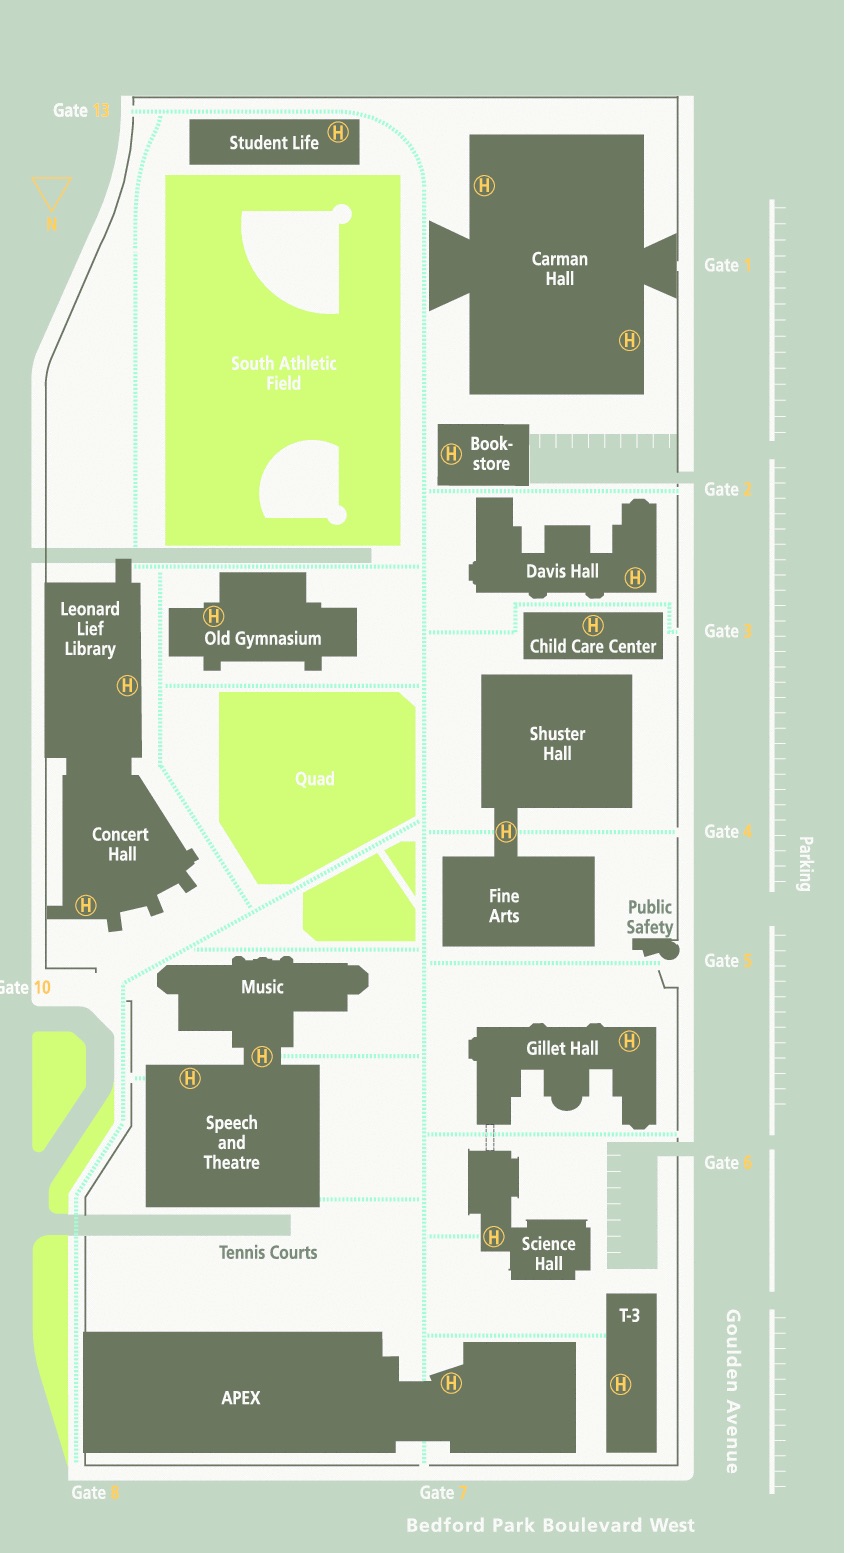 Gate 13
Student Life H
N
H
Carman
Hall
Gate 1
H
South Athletic
Field
H Book-
store
Gate 2
Davis Hall H
Leonard
Lief
Library
H
H
Old Gymnasium
H
Child Care Center
Gate 3
Shuster
Hall
Quad
H
Gate 4
Concert
Hall
H
Parking
Fine
Arts
Public
Safety
Gate 5
Gate 10
Music
H
Gillet Hall H
H
Speech
and
Theatre
Gate 6
H
Science
Hall
Tennis Courts
T-3
H
APEX
H
Goulden Avenue
Gate 8
Gate 7
Bedford Park Boulevard West